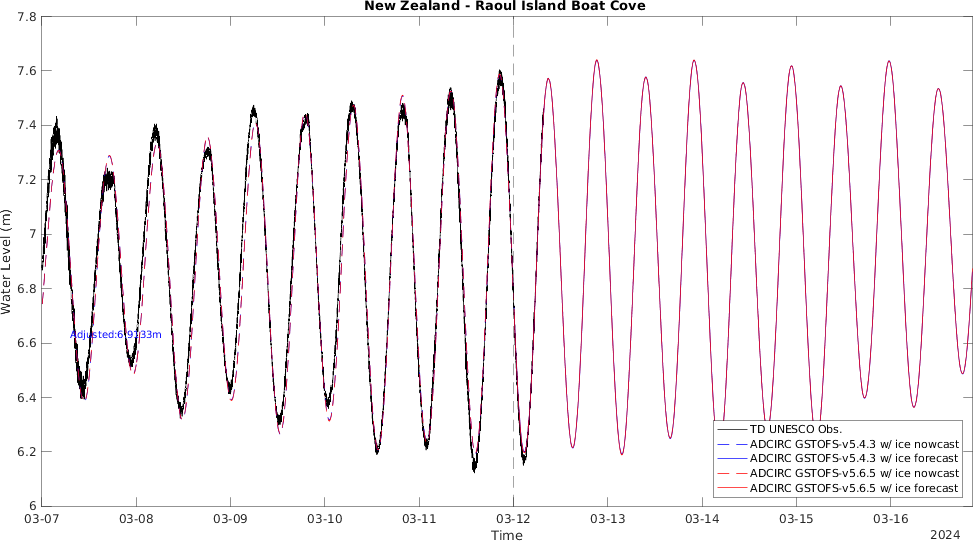 New Zealand - Raoul Island Boat Cove
7.8
7.6
7.4
7.2
7
6.8
6.6
6.4
6.2
6
Water Level (m)
Adjusted:6.9133m
TD UNESCO Obs.
ADCIRC GSTOFS-v5.4.3 w/ ice nowcast
ADCIRC GSTOFS-v5.4.3 w/ ice forecast
ADCIRC GSTOFS-v5.6.5 w/ ice nowcast
ADCIRC GSTOFS-v5.6.5 w/ ice forecast
03-07 03-08 03-09 03-10 03-11 03-12 03-13 03-14 03-15 03-16
Time
2024